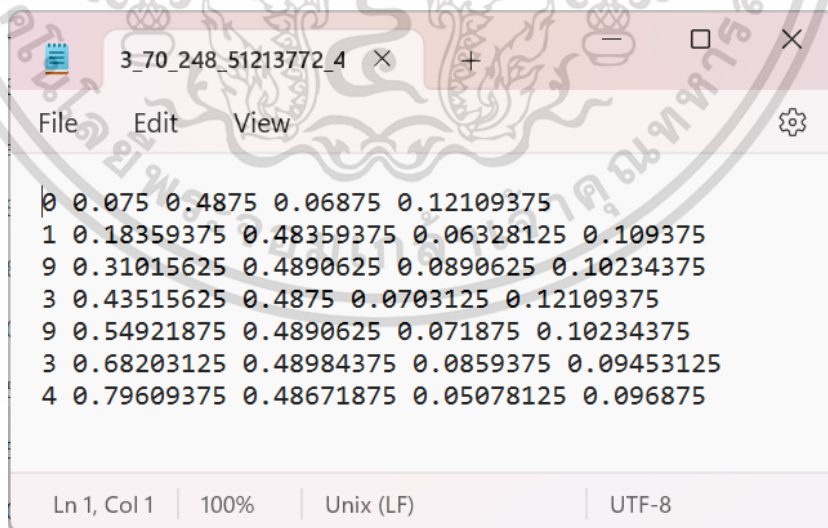 3_70_248_51213772_4
File Edit View
0 0.075 0.4875 0.06875 0.12109375
1 0.18359375 0.48359375 0.06328125 0.109375
9 0.31015625 0.4890625 0.0890625 0.10234375
3 0.43515625 0.4875 0.0703125 0.12109375
9 0.54921875 0.4890625 0.071875 0.10234375
3 0.68203125 0.48984375 0.0859375 0.09453125
4 0.79609375 0.48671875 0.05078125 0.096875
Ln 1, Col 1 100% Unix (LF) UTF-8